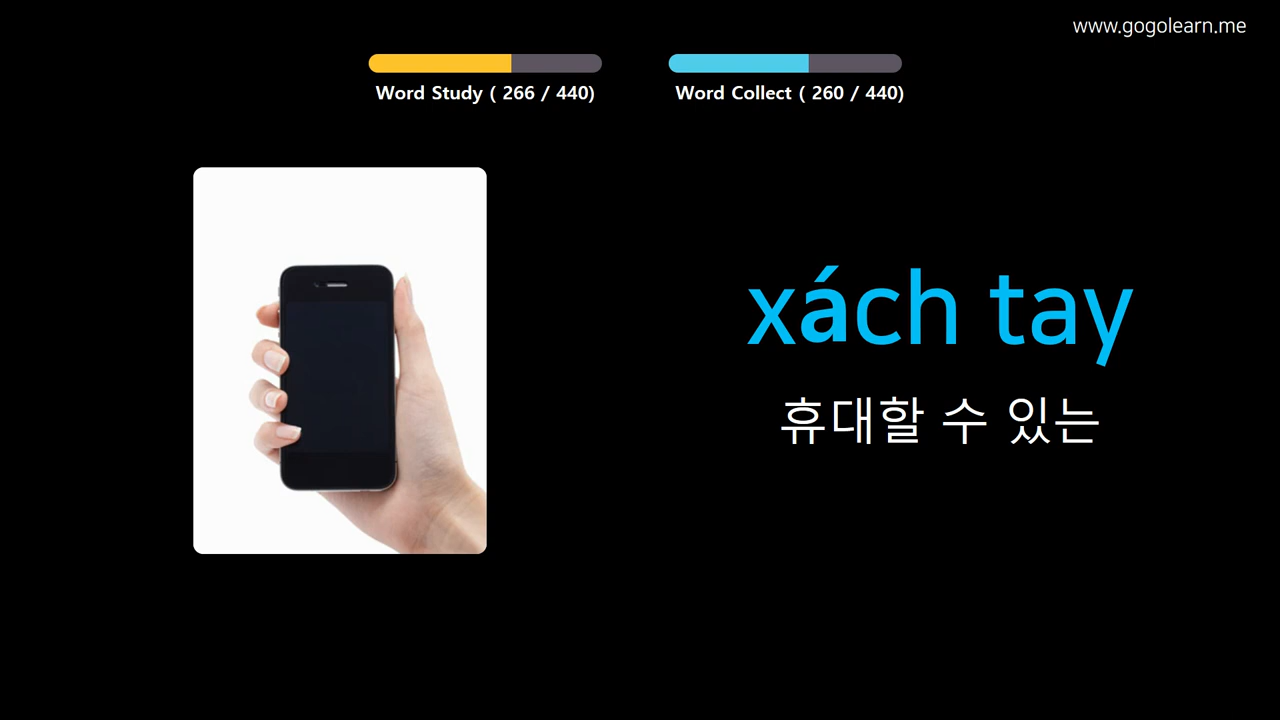 www.gogolearn.me
Word Study ( 266 / 440)
Word Collect ( 260 / 440)
xách tay
휴대할 수 있는